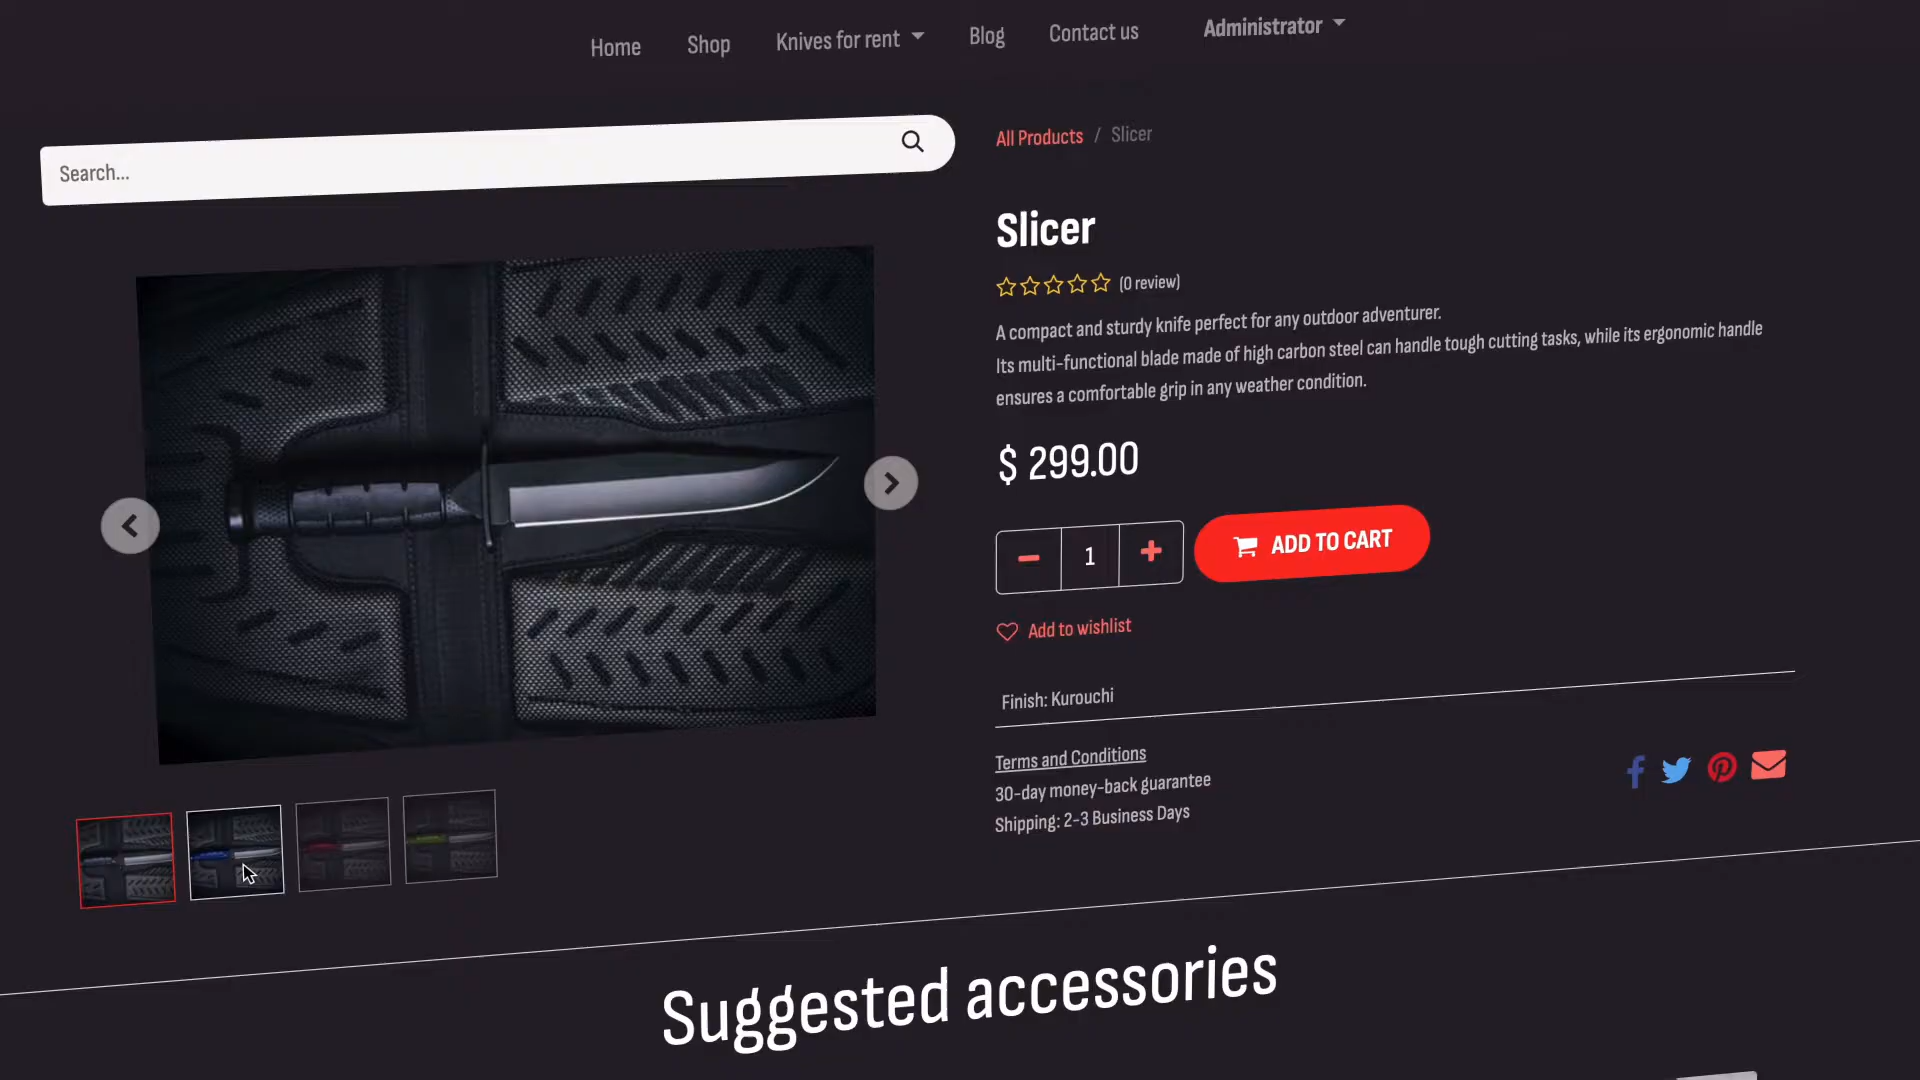 Home
Shop
Knives for rent
Blog
Contact us
Administrator
Search...
All Products / Slicer
Slicer
(0 review)
A compact and sturdy knife perfect for any outdoor adventurer.
Its multi-functional blade made of high carbon steel can handle tough cutting tasks, while its ergonomic handle
ensures a comfortable grip in any weather condition.
$ 299.00
1
ADD TO CART
Add to wishlist
Finish: Kurouchi
Terms and Conditions
30-day money-back guarantee
Shipping: 2-3 Business Days
Suggested accessories